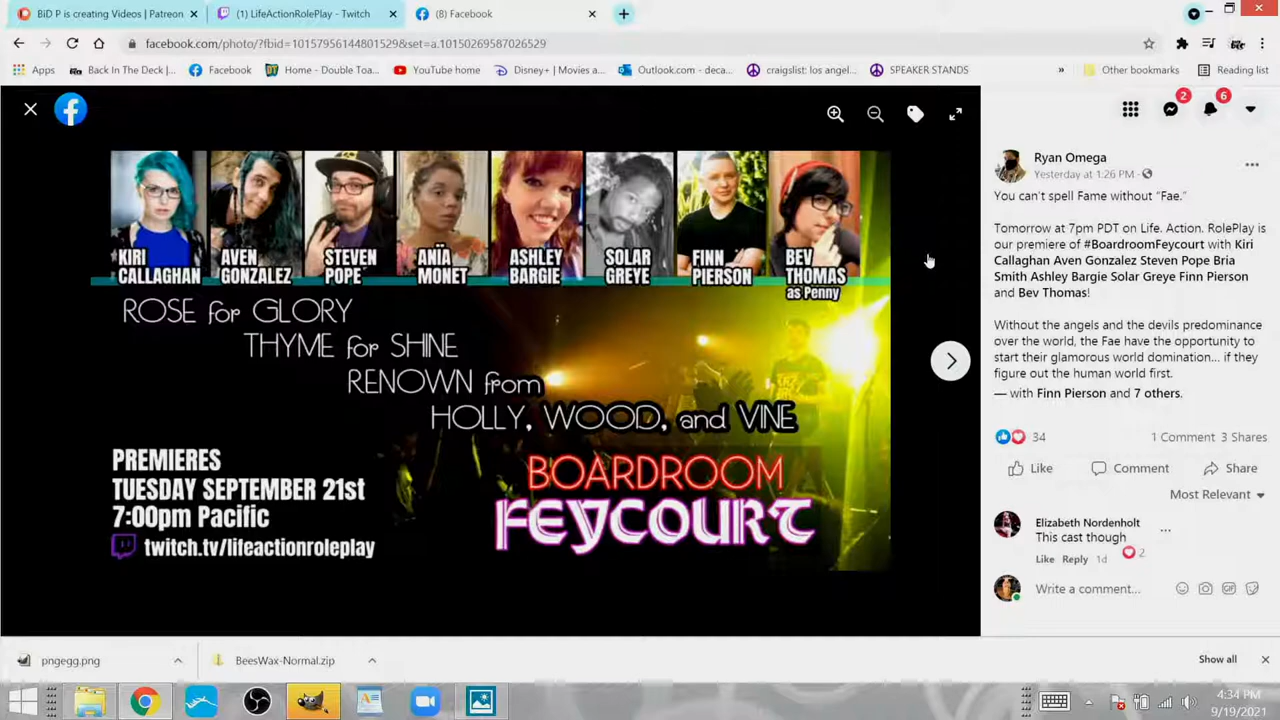 BiD P is creating Videos | Patreon
(1) LifeActionRolePlay - Twitch
(8) Facebook
facebook.com/photo/?fbid=10157956144801529&set=a.10150269587026529
Apps
Back In The Deck |...
Facebook
Home - Double Toa...
YouTube home
Disney+ | Movies a...
Outlook.com - deca...
craigslist: los angel...
SPEAKER STANDS
»
Other bookmarks
Reading list
2
6
KIRI
CALLAGHAN
AVEN
GONZALEZ
STEVEN
POPE
ANÏA
MONET
ASHLEY
BARGIE
SOLAR
GREYE
FINN
PIERSON
BEV
THOMAS
as Penny
ROSE for GLORY
THYME for SHINE
RENOWN from
HOLLY, WOOD, and VINE
PREMIERES
TUESDAY SEPTEMBER 21st
7:00pm Pacific
twitch.tv/lifeactionroleplay
BOARDROOM
FEYCOURT
Ryan Omega
Yesterday at 1:26 PM ·
You can't spell Fame without "Fae."
Tomorrow at 7pm PDT on Life. Action. RolePlay is
our premiere of #BoardroomFeycourt with Kiri
Callaghan Aven Gonzalez Steven Pope Bria
Smith Ashley Bargie Solar Greye Finn Pierson
and Bev Thomas!
Without the angels and the devils predominance
over the world, the Fae have the opportunity to
start their glamorous world domination... if they
figure out the human world first.
— with Finn Pierson and 7 others.
34
1 Comment 3 Shares
Like
Comment
Share
Most Relevant
Elizabeth Nordenholt
This cast though
Like Reply 1d
2
Write a comment...
GIF
pngegg.png
BeesWax-Normal.zip
Show all
4:34 PM
9/19/2021